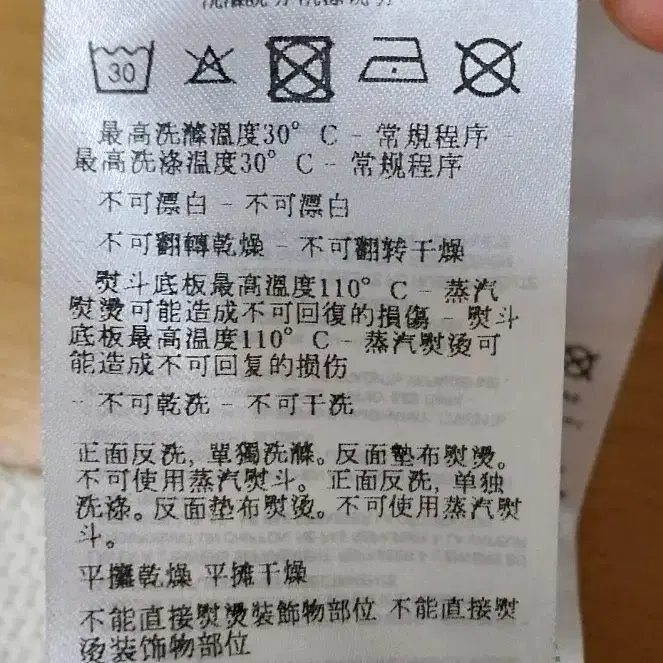 30
- 最高洗滌溫度30° C - 常規程序 -
最高洗涤温度30° C - 常规程序
- 不可漂白 - 不可漂白
- 不可翻轉乾燥 - 不可翻转干燥
- 熨斗底板最高溫度110° C - 蒸汽
熨燙可能造成不可回復的損傷 - 熨斗
底板最高温度110° C - 蒸汽熨烫可
能造成不可回复的损伤
- 不可乾洗 - 不可干洗
正面反洗, 單獨洗滌。反面墊布熨燙。
不可使用蒸汽熨斗。 正面反洗, 单独
洗涤。反面垫布熨烫。不可使用蒸汽熨
斗。
平攤乾燥 平摊干燥
不能直接熨燙裝飾物部位 不能直接熨
烫装饰物部位